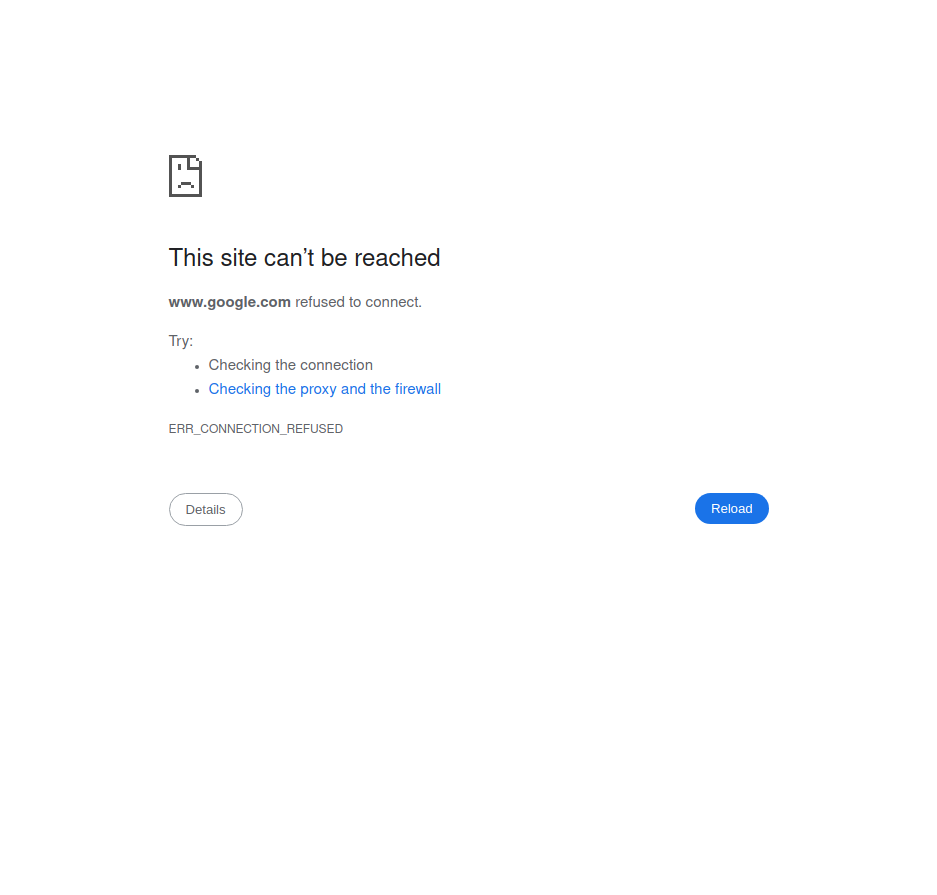 This site can’t be reached
www.google.com refused to connect.
Try:
Checking the connection
Checking the proxy and the firewall
ERR_CONNECTION_REFUSED
Details
Reload